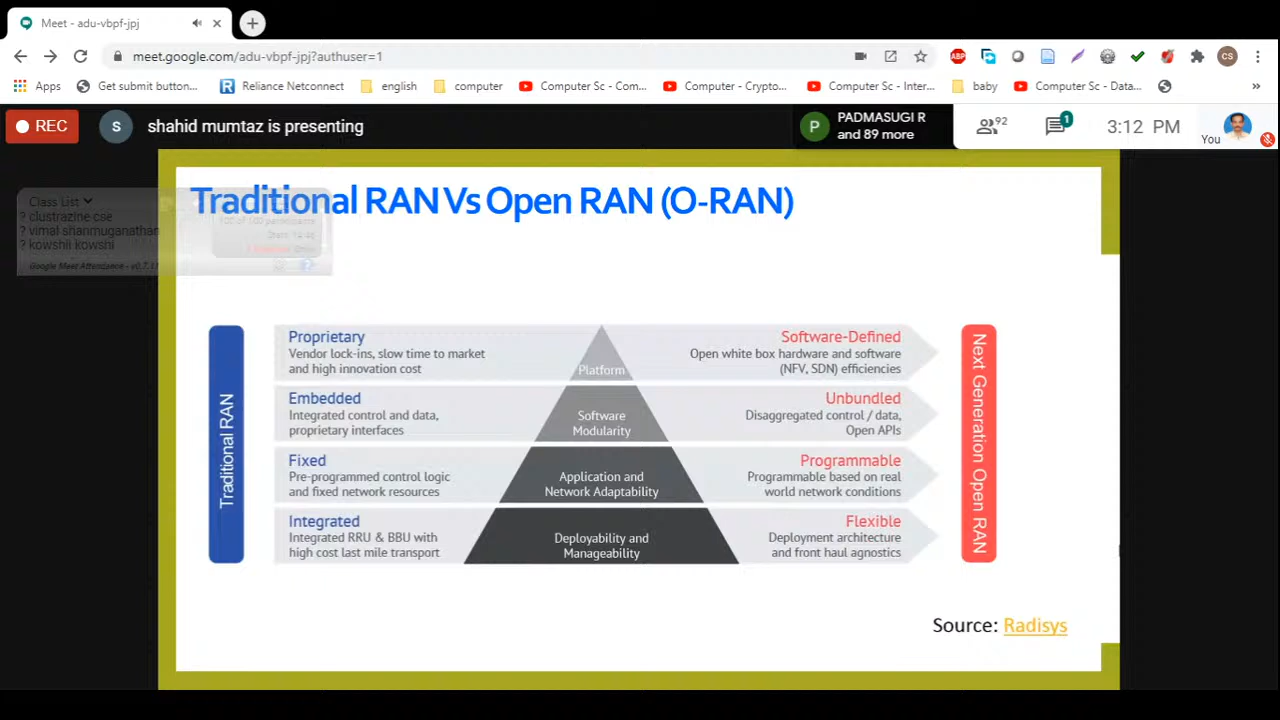 Meet - adu-vbpf-jpj
meet.google.com/adu-vbpf-jpj?authuser=1
ABP
CS
Apps
Get submit button...
Reliance Netconnect
english
computer
Computer Sc - Com...
Computer - Crypto...
Computer Sc - Inter...
baby
Computer Sc - Data...
»
REC
S
shahid mumtaz is presenting
P
PADMASUGI R
and 89 more
92
1
3:12 PM
You
Traditional RAN Vs Open RAN (O-RAN)
Class List
? clustrazine cse
? vimal shanmuganathan
? kowshii kowshi
Traditional RAN
Proprietary
Vendor lock-ins, slow time to market
and high innovation cost
Platform
Software-Defined
Open white box hardware and software
(NFV, SDN) efficiencies
Embedded
Integrated control and data,
proprietary interfaces
Software
Modularity
Unbundled
Disaggregated control / data,
Open APIs
Fixed
Pre-programmed control logic
and fixed network resources
Application and
Network Adaptability
Programmable
Programmable based on real
world network conditions
Integrated
Integrated RRU & BBU with
high cost last mile transport
Deployability and
Manageability
Flexible
Deployment architecture
and front haul agnostics
Next Generation Open RAN
Source: Radisys